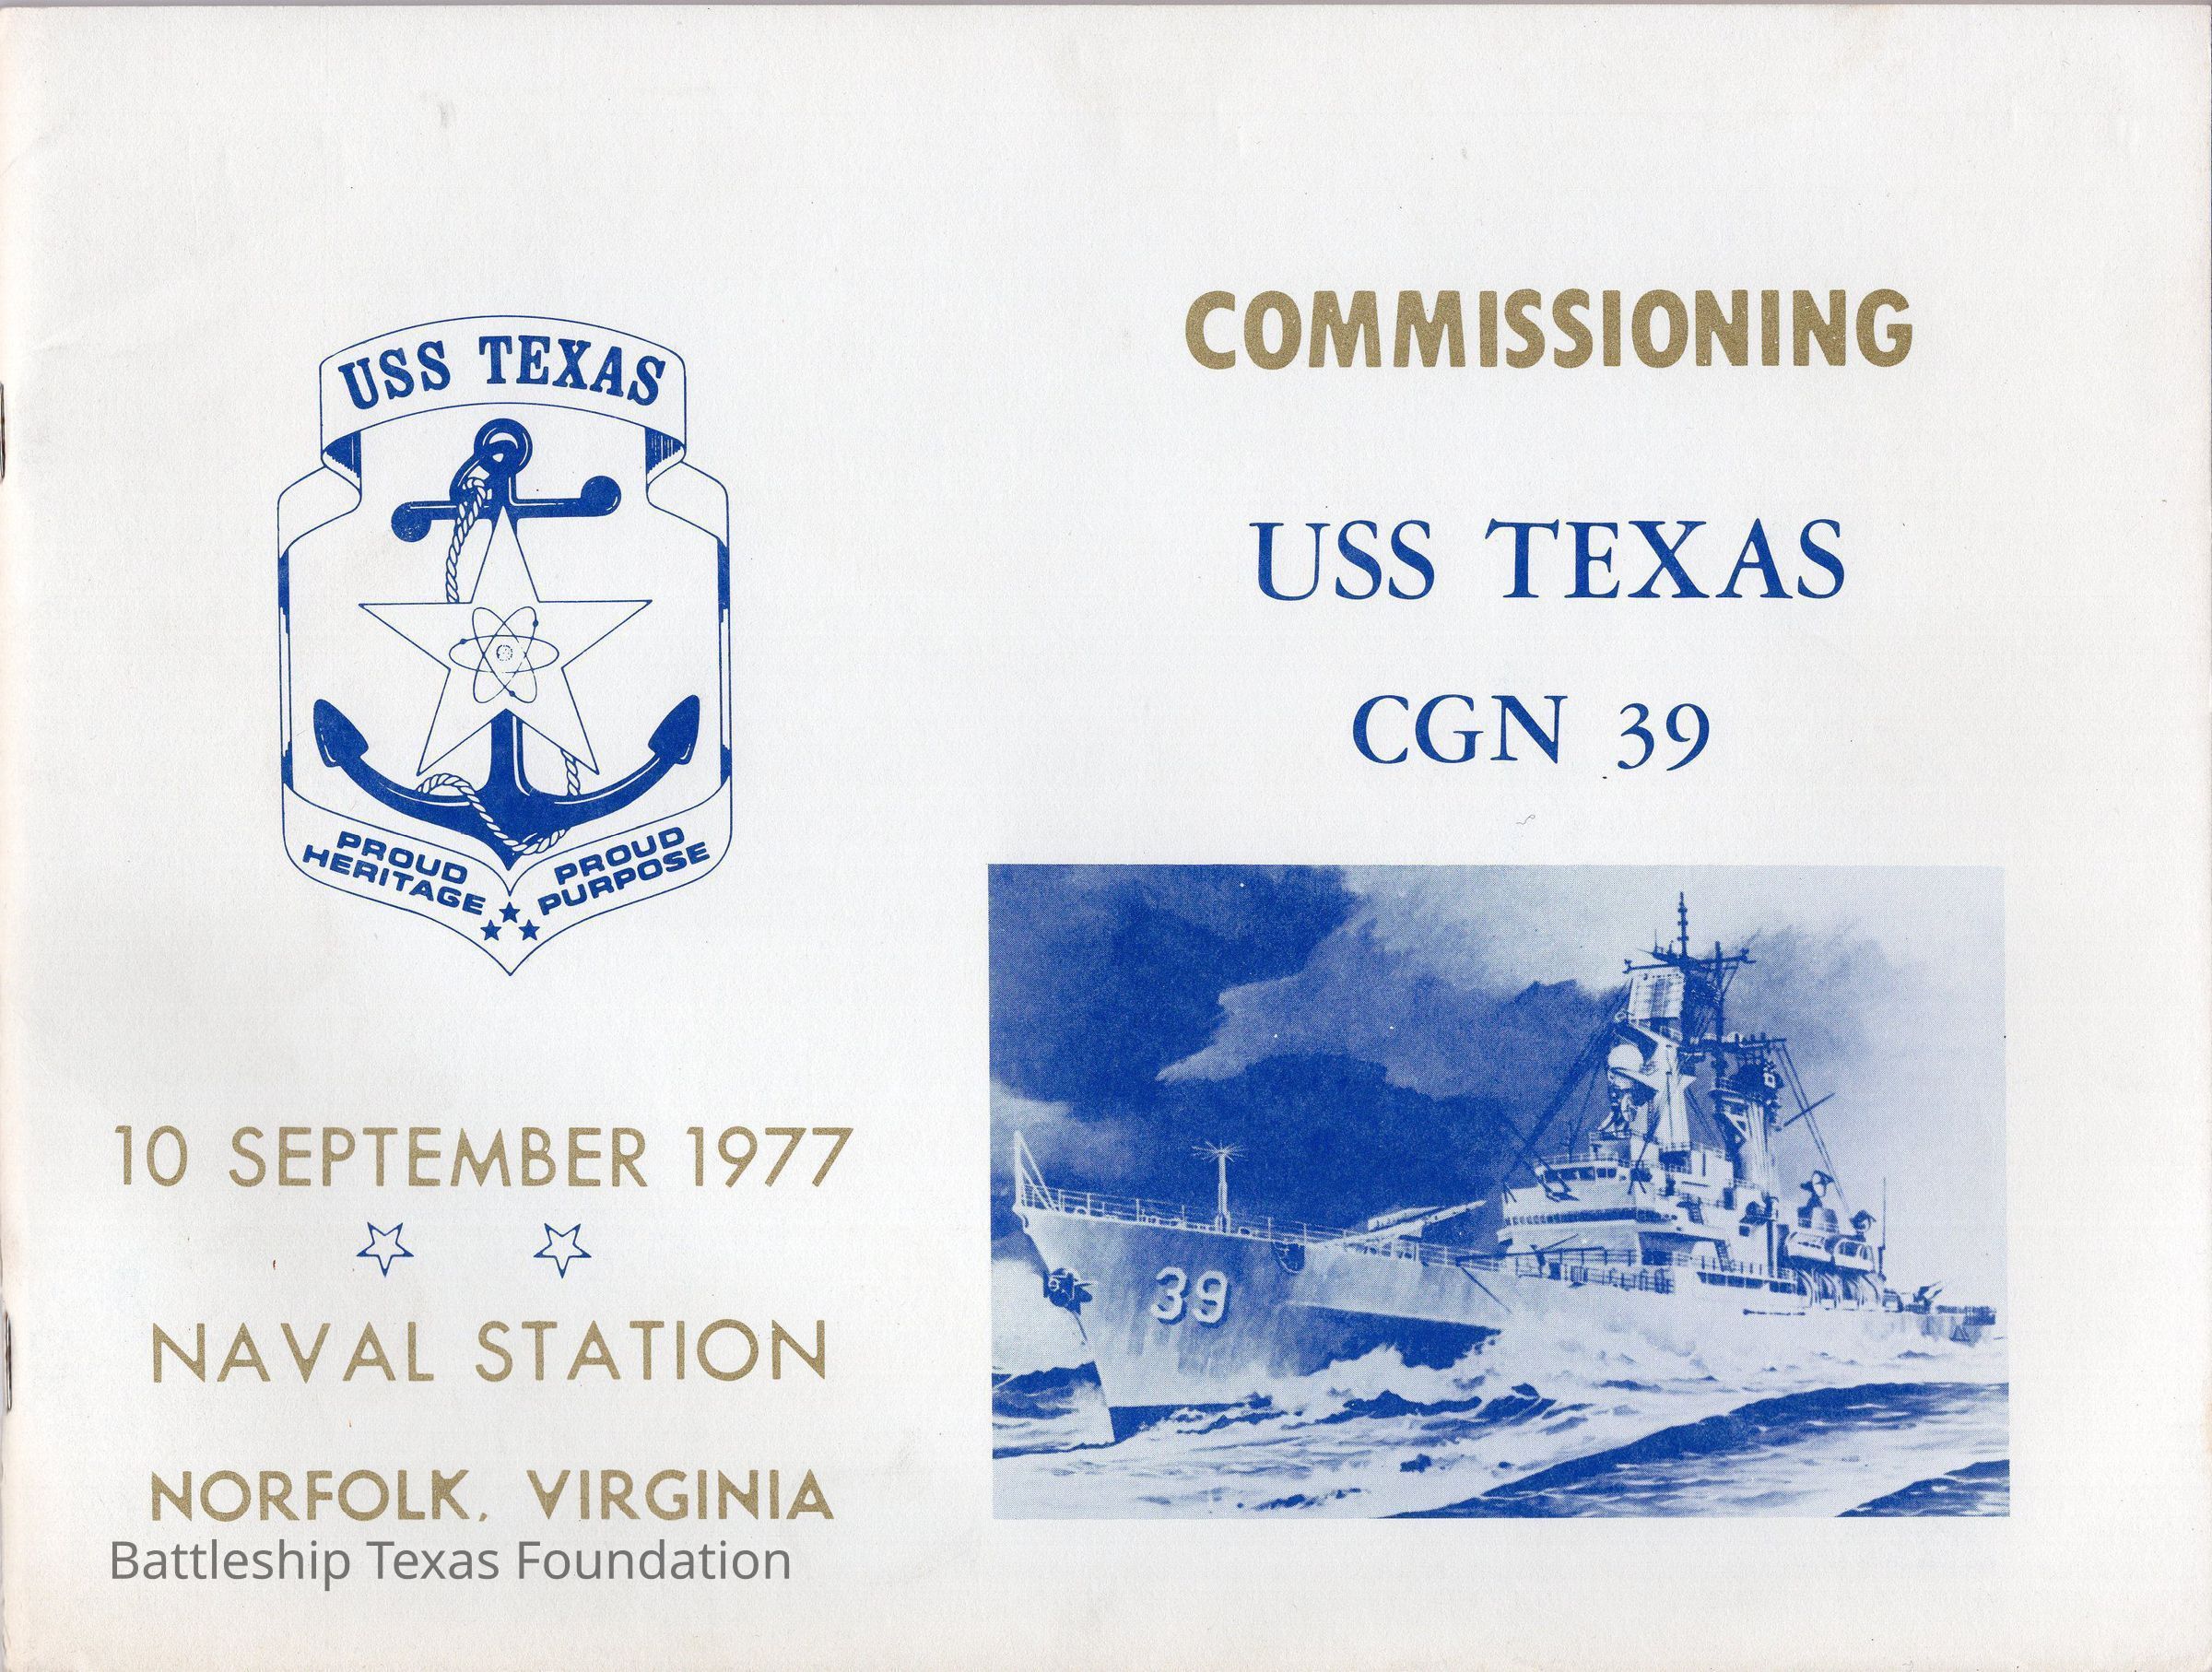 USS TEXAS
PROUD HERITAGE
PROUD PURPOSE
10 SEPTEMBER 1977
NAVAL STATION
NORFOLK, VIRGINIA
Battleship Texas Foundation
COMMISSIONING
USS TEXAS
CGN 39
39